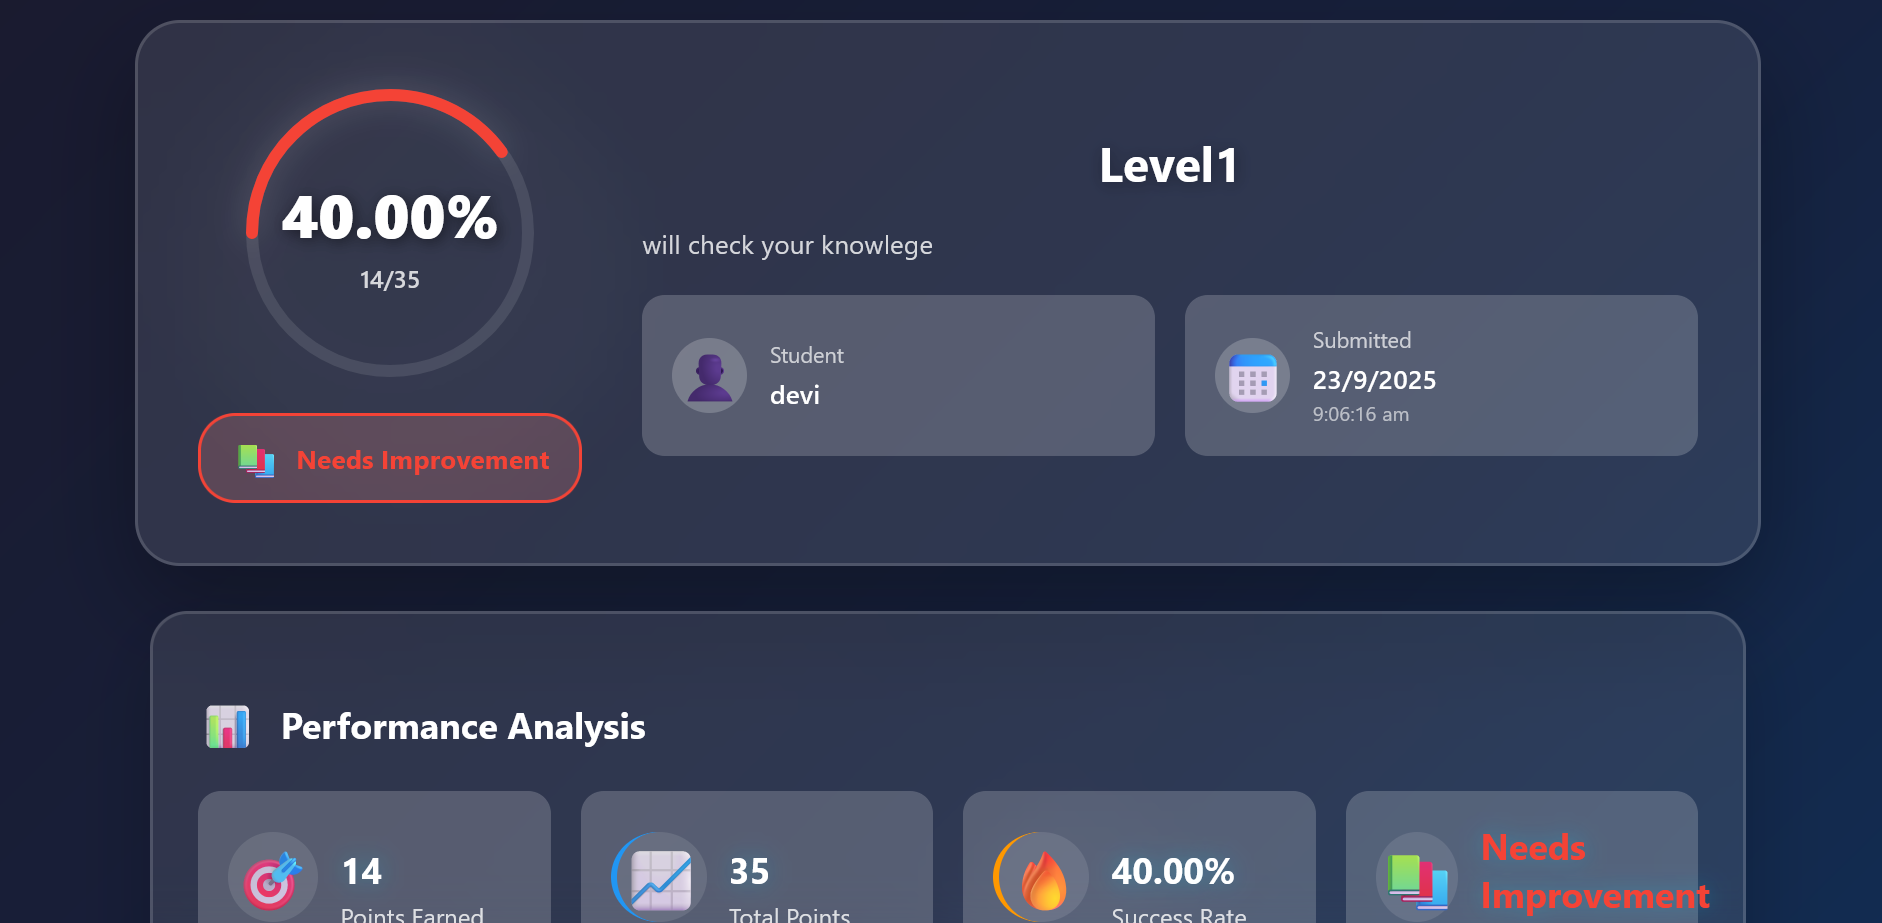 40.00%
14/35
Needs Improvement
Level1
will check your knowlege
Student
devi
Submitted
23/9/2025
9:06:16 am
Performance Analysis
14
Points Earned
35
Total Points
40.00%
Success Rate
Needs
Improvement